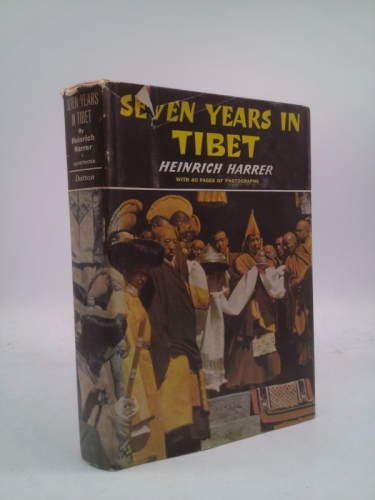 SEVEN YEARS
IN TIBET
By
Heinrich
Harrer
ILLUSTRATED
Dutton
SEVEN YEARS IN
TIBET
HEINRICH HARRER
WITH 40 PAGES OF PHOTOGRAPHS